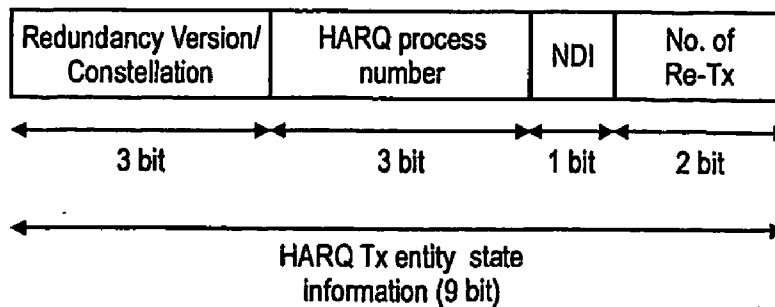 Redundancy Version/
Constellation
HARQ process
number
NDI
No. of
Re-Tx
3 bit
3 bit
1 bit
2 bit
HARQ Tx entity state
information (9 bit)